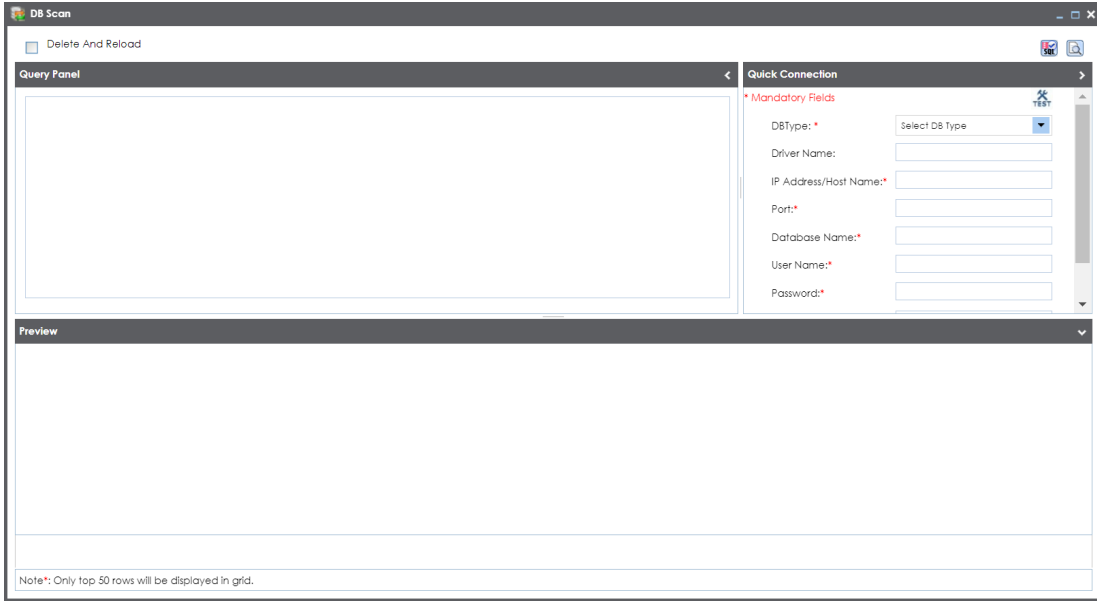 DB Scan
Delete And Reload
SQL
Query Panel
Quick Connection
* Mandatory Fields
TEST
DBType: * Select DB Type
Driver Name:
IP Address/Host Name:*
Port:*
Database Name:*
User Name:*
Password:*
Preview
Note*: Only top 50 rows will be displayed in grid.